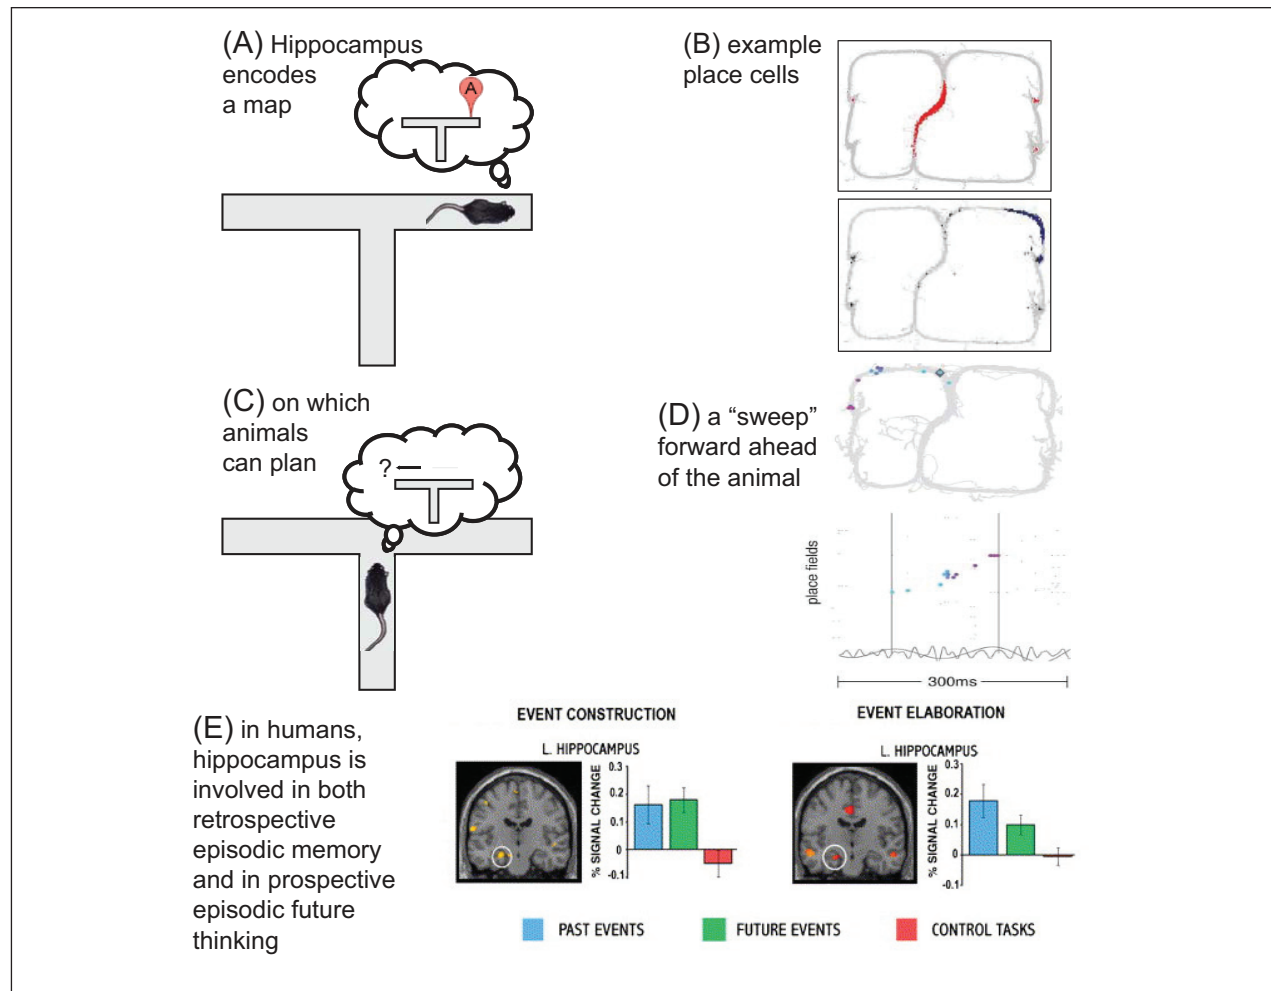 (A) Hippocampus
encodes
a map
A
(B) example
place cells
(C) on which
animals
can plan
?
(D) a “sweep”
forward ahead
of the animal
place fields
300ms
(E) in humans,
hippocampus is
involved in both
retrospective
episodic memory
and in prospective
episodic future
thinking
EVENT CONSTRUCTION
L. HIPPOCAMPUS
% SIGNAL CHANGE
0.3
0.2
0.1
0
-0.1
EVENT ELABORATION
L. HIPPOCAMPUS
% SIGNAL CHANGE
0.3
0.2
0.1
0
-0.1
PAST EVENTS
FUTURE EVENTS
CONTROL TASKS